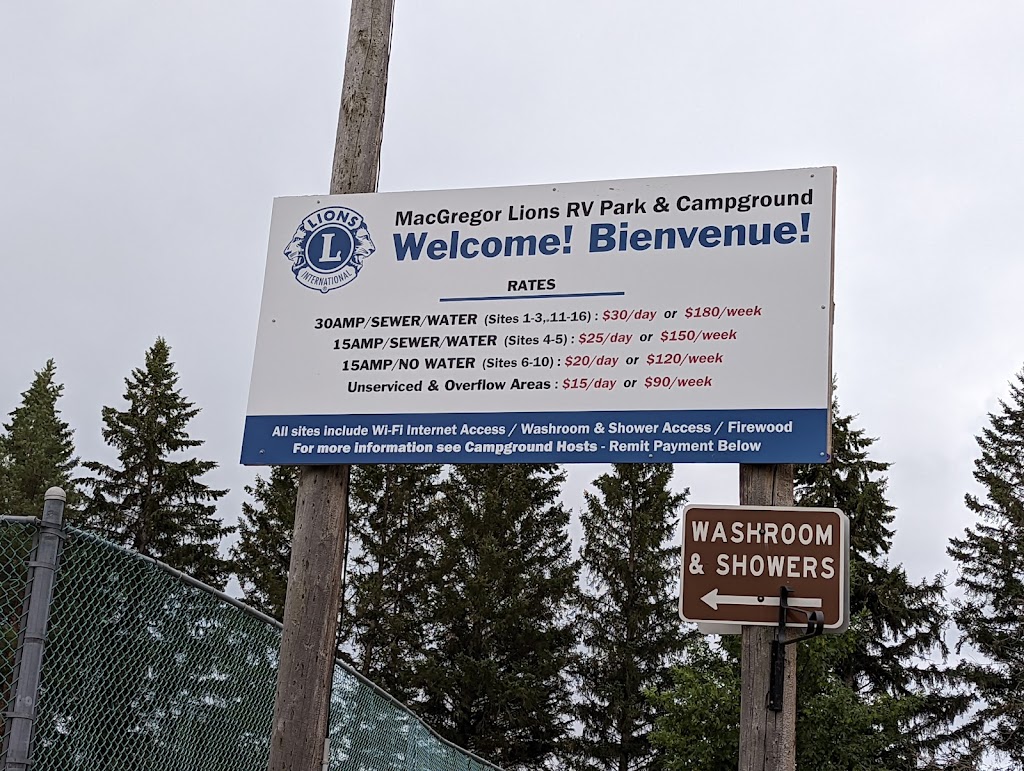 LIONS
L
INTERNATIONAL
®
MacGregor Lions RV Park & Campground
Welcome! Bienvenue!
RATES
30AMP/SEWER/WATER (Sites 1-3,.11-16) : $30/day or $180/week
15AMP/SEWER/WATER (Sites 4-5) : $25/day or $150/week
15AMP/NO WATER (Sites 6-10) : $20/day or $120/week
Unserviced & Overflow Areas : $15/day or $90/week
All sites include Wi-Fi Internet Access / Washroom & Shower Access / Firewood
For more information see Campground Hosts - Remit Payment Below
WASHROOM
& SHOWERS